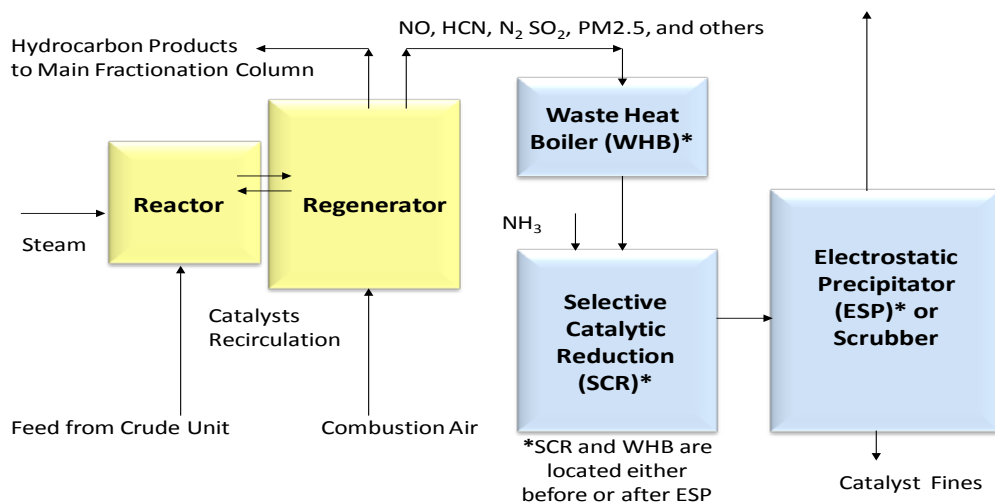 NO, HCN, N2 SO2, PM2.5, and others
Hydrocarbon Products
to Main Fractionation Column
Waste Heat
Boiler (WHB)*
Reactor
Regenerator
Steam
NH3
Electrostatic
Precipitator
(ESP)* or
Scrubber
Selective
Catalytic
Reduction
(SCR)*
Catalysts
Recirculation
Feed from Crude Unit
Combustion Air
*SCR and WHB are
located either
before or after ESP
Catalyst Fines